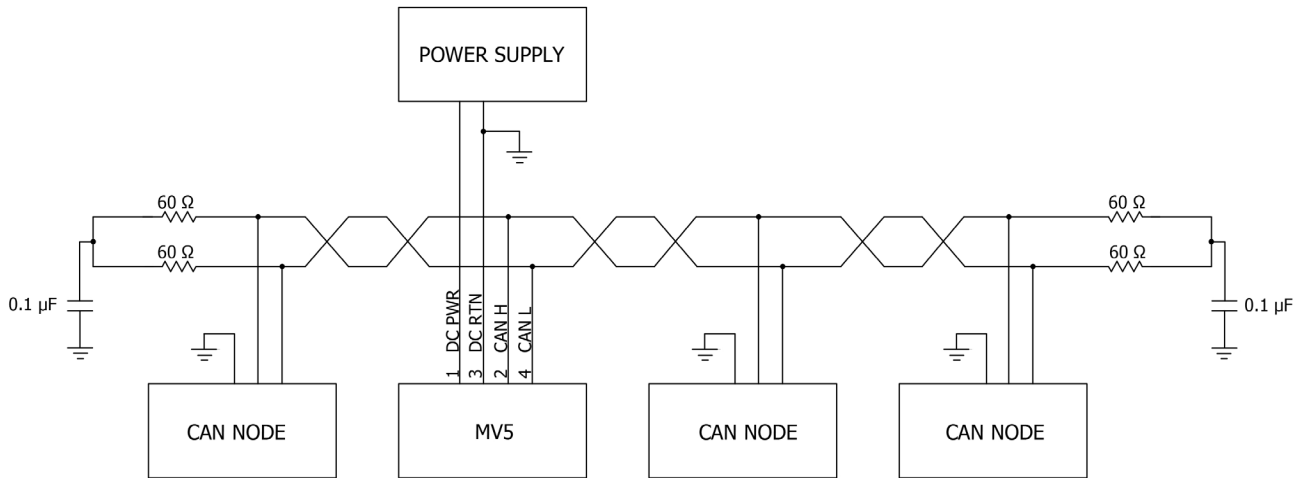 POWER SUPPLY
60 Ω
60 Ω
60 Ω
60 Ω
0.1 µF
0.1 µF
1 DC PWR
3 DC RTN
2 CAN H
4 CAN L
CAN NODE
MV5
CAN NODE
CAN NODE